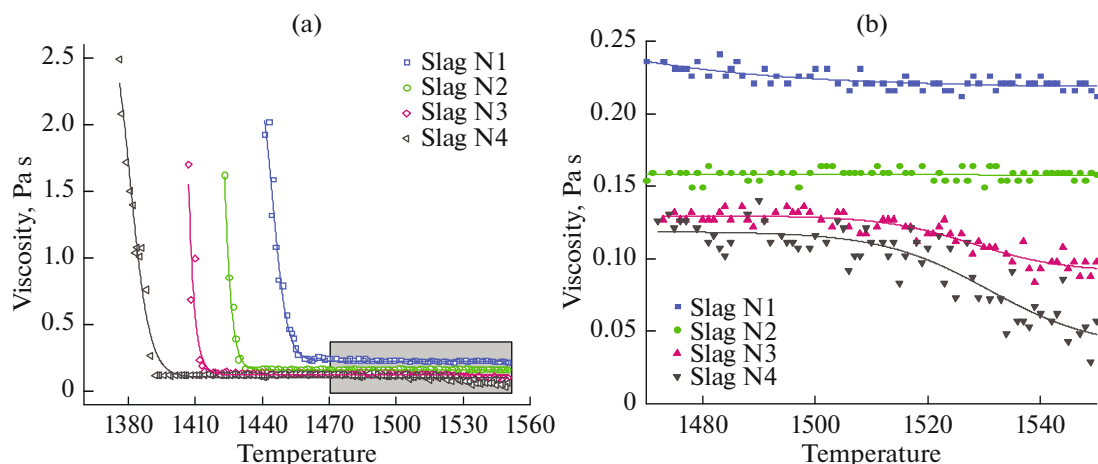 (a)
2.5
2.0
1.5
1.0
0.5
0
Viscosity, Pa s
Slag N1
Slag N2
Slag N3
Slag N4
1380 1410 1440 1470 1500 1530 1560
Temperature
(b)
0.25
0.20
0.15
0.10
0.05
0
Viscosity, Pa s
Slag N1
Slag N2
Slag N3
Slag N4
1480 1500 1520 1540
Temperature